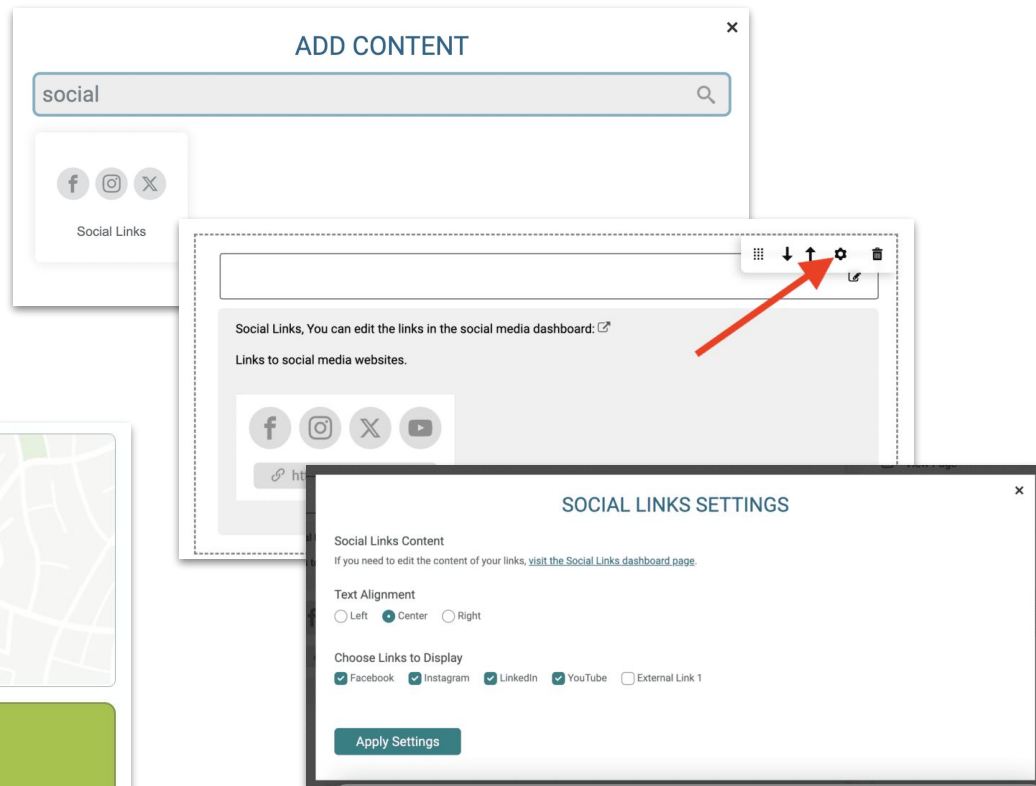 ADD CONTENT
social
Social Links
Social Links, You can edit the links in the social media dashboard:
Links to social media websites.
SOCIAL LINKS SETTINGS
Social Links Content
If you need to edit the content of your links, visit the Social Links dashboard page.
Text Alignment
Left Center Right
Choose Links to Display
Facebook Instagram LinkedIn YouTube External Link 1
Apply Settings